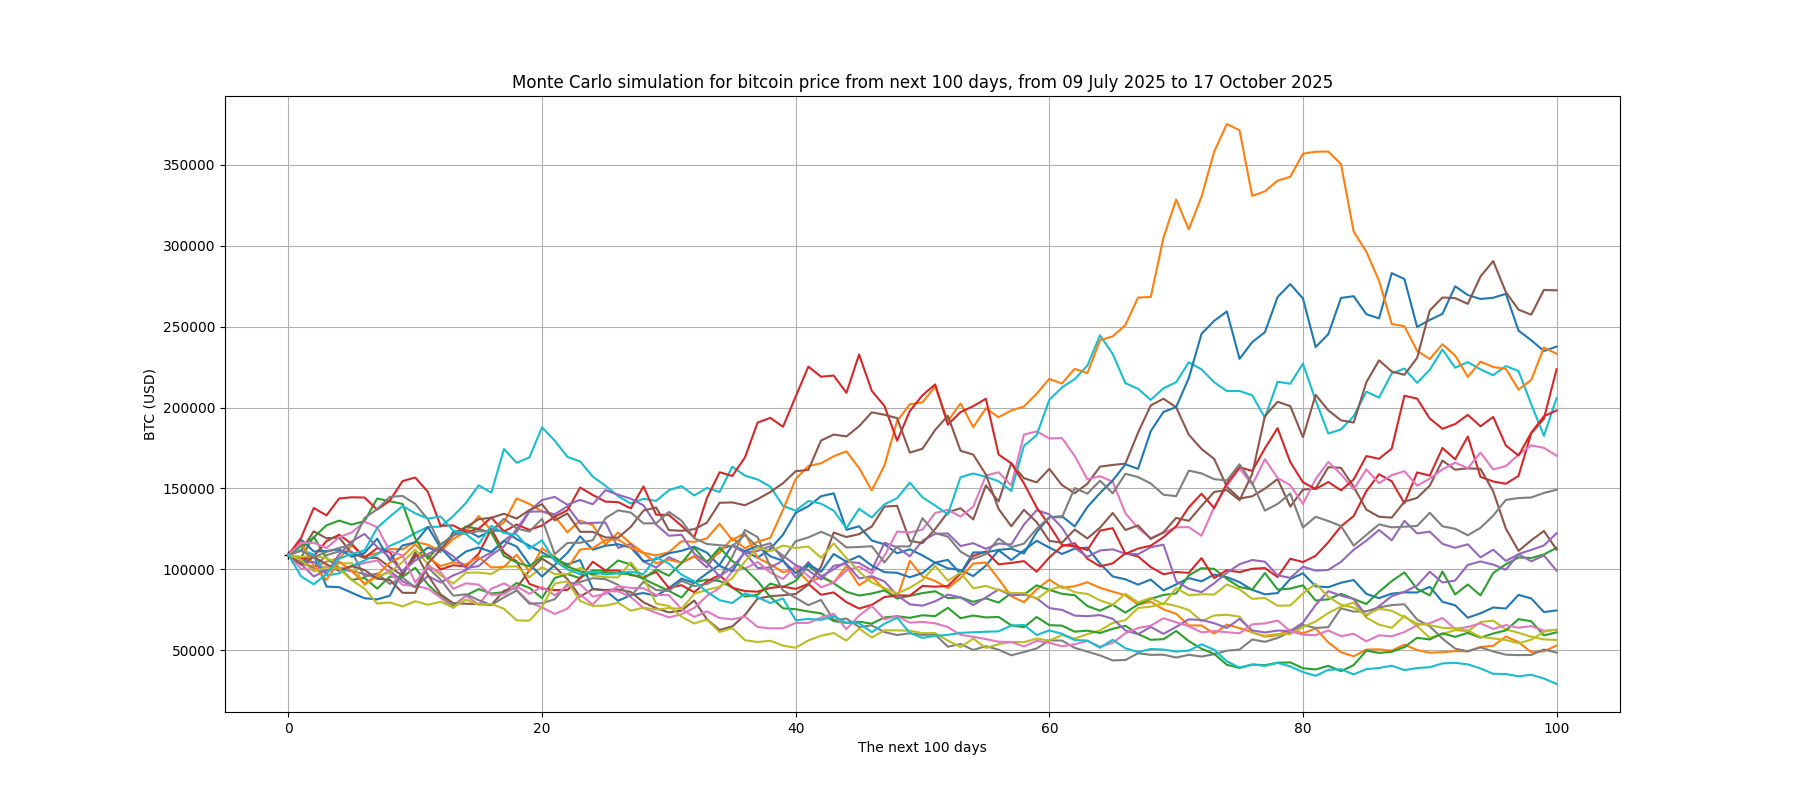 Monte Carlo simulation for bitcoin price from next 100 days, from 09 July 2025 to 17 October 2025
350000
300000
250000
200000
150000
100000
50000
BTC (USD)
0 20 40 60 80 100
The next 100 days